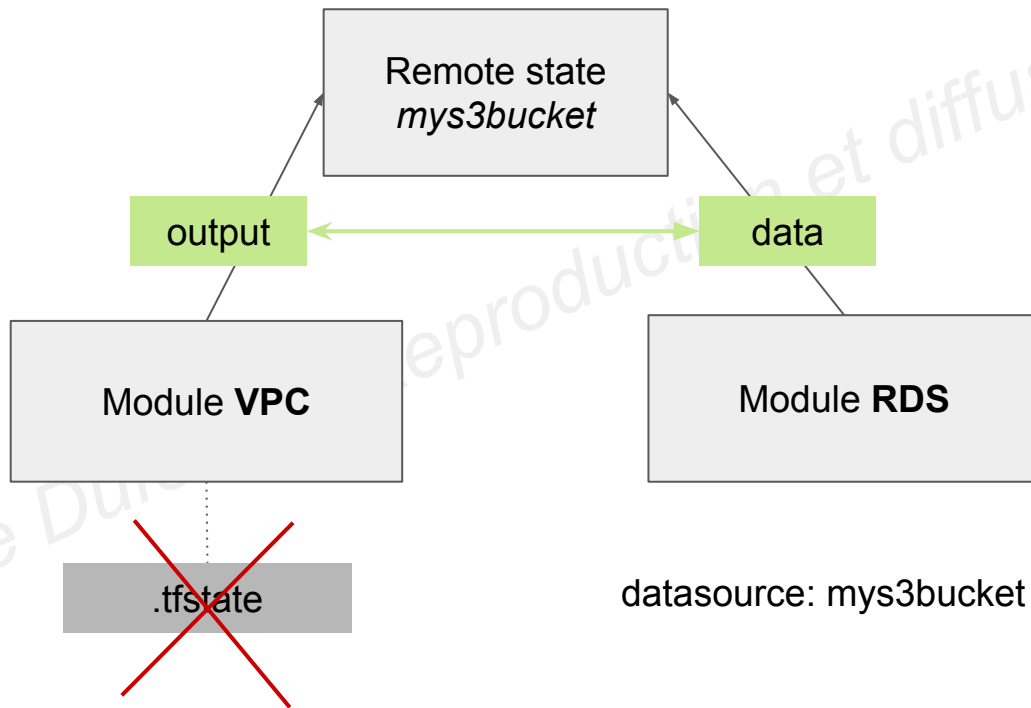 Remote state
mys3bucket
output
data
Module VPC
Module RDS
.tfstate
datasource: mys3bucket